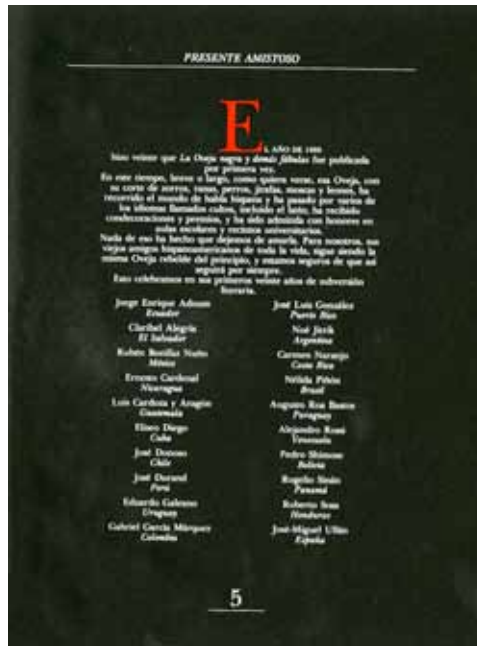 PRESENTE AMISTOSO
EL AÑO DE 1989
hizo veinte que La Oveja negra y demás fábulas fue publicada
por primera vez.
En este tiempo, breve o largo, como quiera verse, esa Oveja, con
su corte de zorros, ranas, perros, jirafas, moscas y leones, ha
recorrido el mundo de habla hispana y ha pasado por varios de
los idiomas llamados cultos, incluido el latín; ha recibido
condecoraciones y premios, y ha sido admitida con honores en
aulas escolares y recintos universitarios.
Nada de eso ha hecho que dejemos de amarla. Para nosotros, sus
viejos amigos hispanoamericanos de toda la vida, sigue siendo la
misma Oveja rebelde del principio, y estamos seguros de que así
seguirá por siempre.
Esto celebramos en sus primeros veinte años de subversión
literaria.
Jorge Enrique Adoum
Ecuador
Claribel Alegría
El Salvador
Rubén Bonifaz Nuño
México
Ernesto Cardenal
Nicaragua
Luis Cardoza y Aragón
Guatemala
Eliseo Diego
Cuba
José Donoso
Chile
José Durand
Perú
Eduardo Galeano
Uruguay
Gabriel García Márquez
Colombia
José Luis González
Puerto Rico
Noé Jitrik
Argentina
Carmen Naranjo
Costa Rica
Nélida Piñón
Brasil
Augusto Roa Bastos
Paraguay
Alejandro Rossi
Venezuela
Pedro Shimose
Bolivia
Rogelio Sinán
Panamá
Roberto Sosa
Honduras
José-Miguel Ullán
España
5